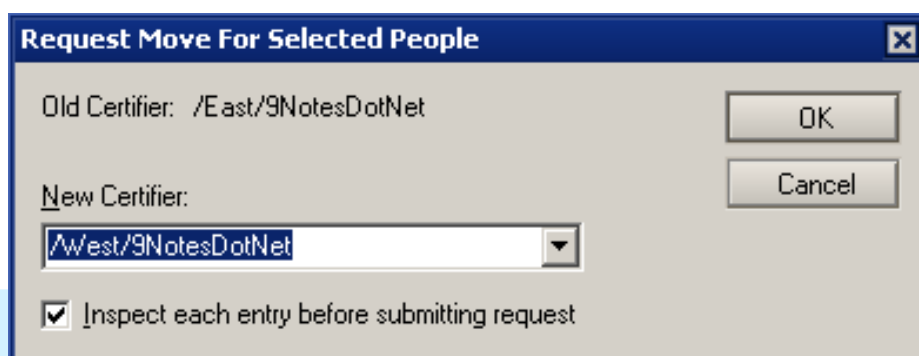 Request Move For Selected People
Old Certifier: /East/9NotesDotNet
OK
New Certifier:
Cancel
/West/9NotesDotNet
Inspect each entry before submitting request